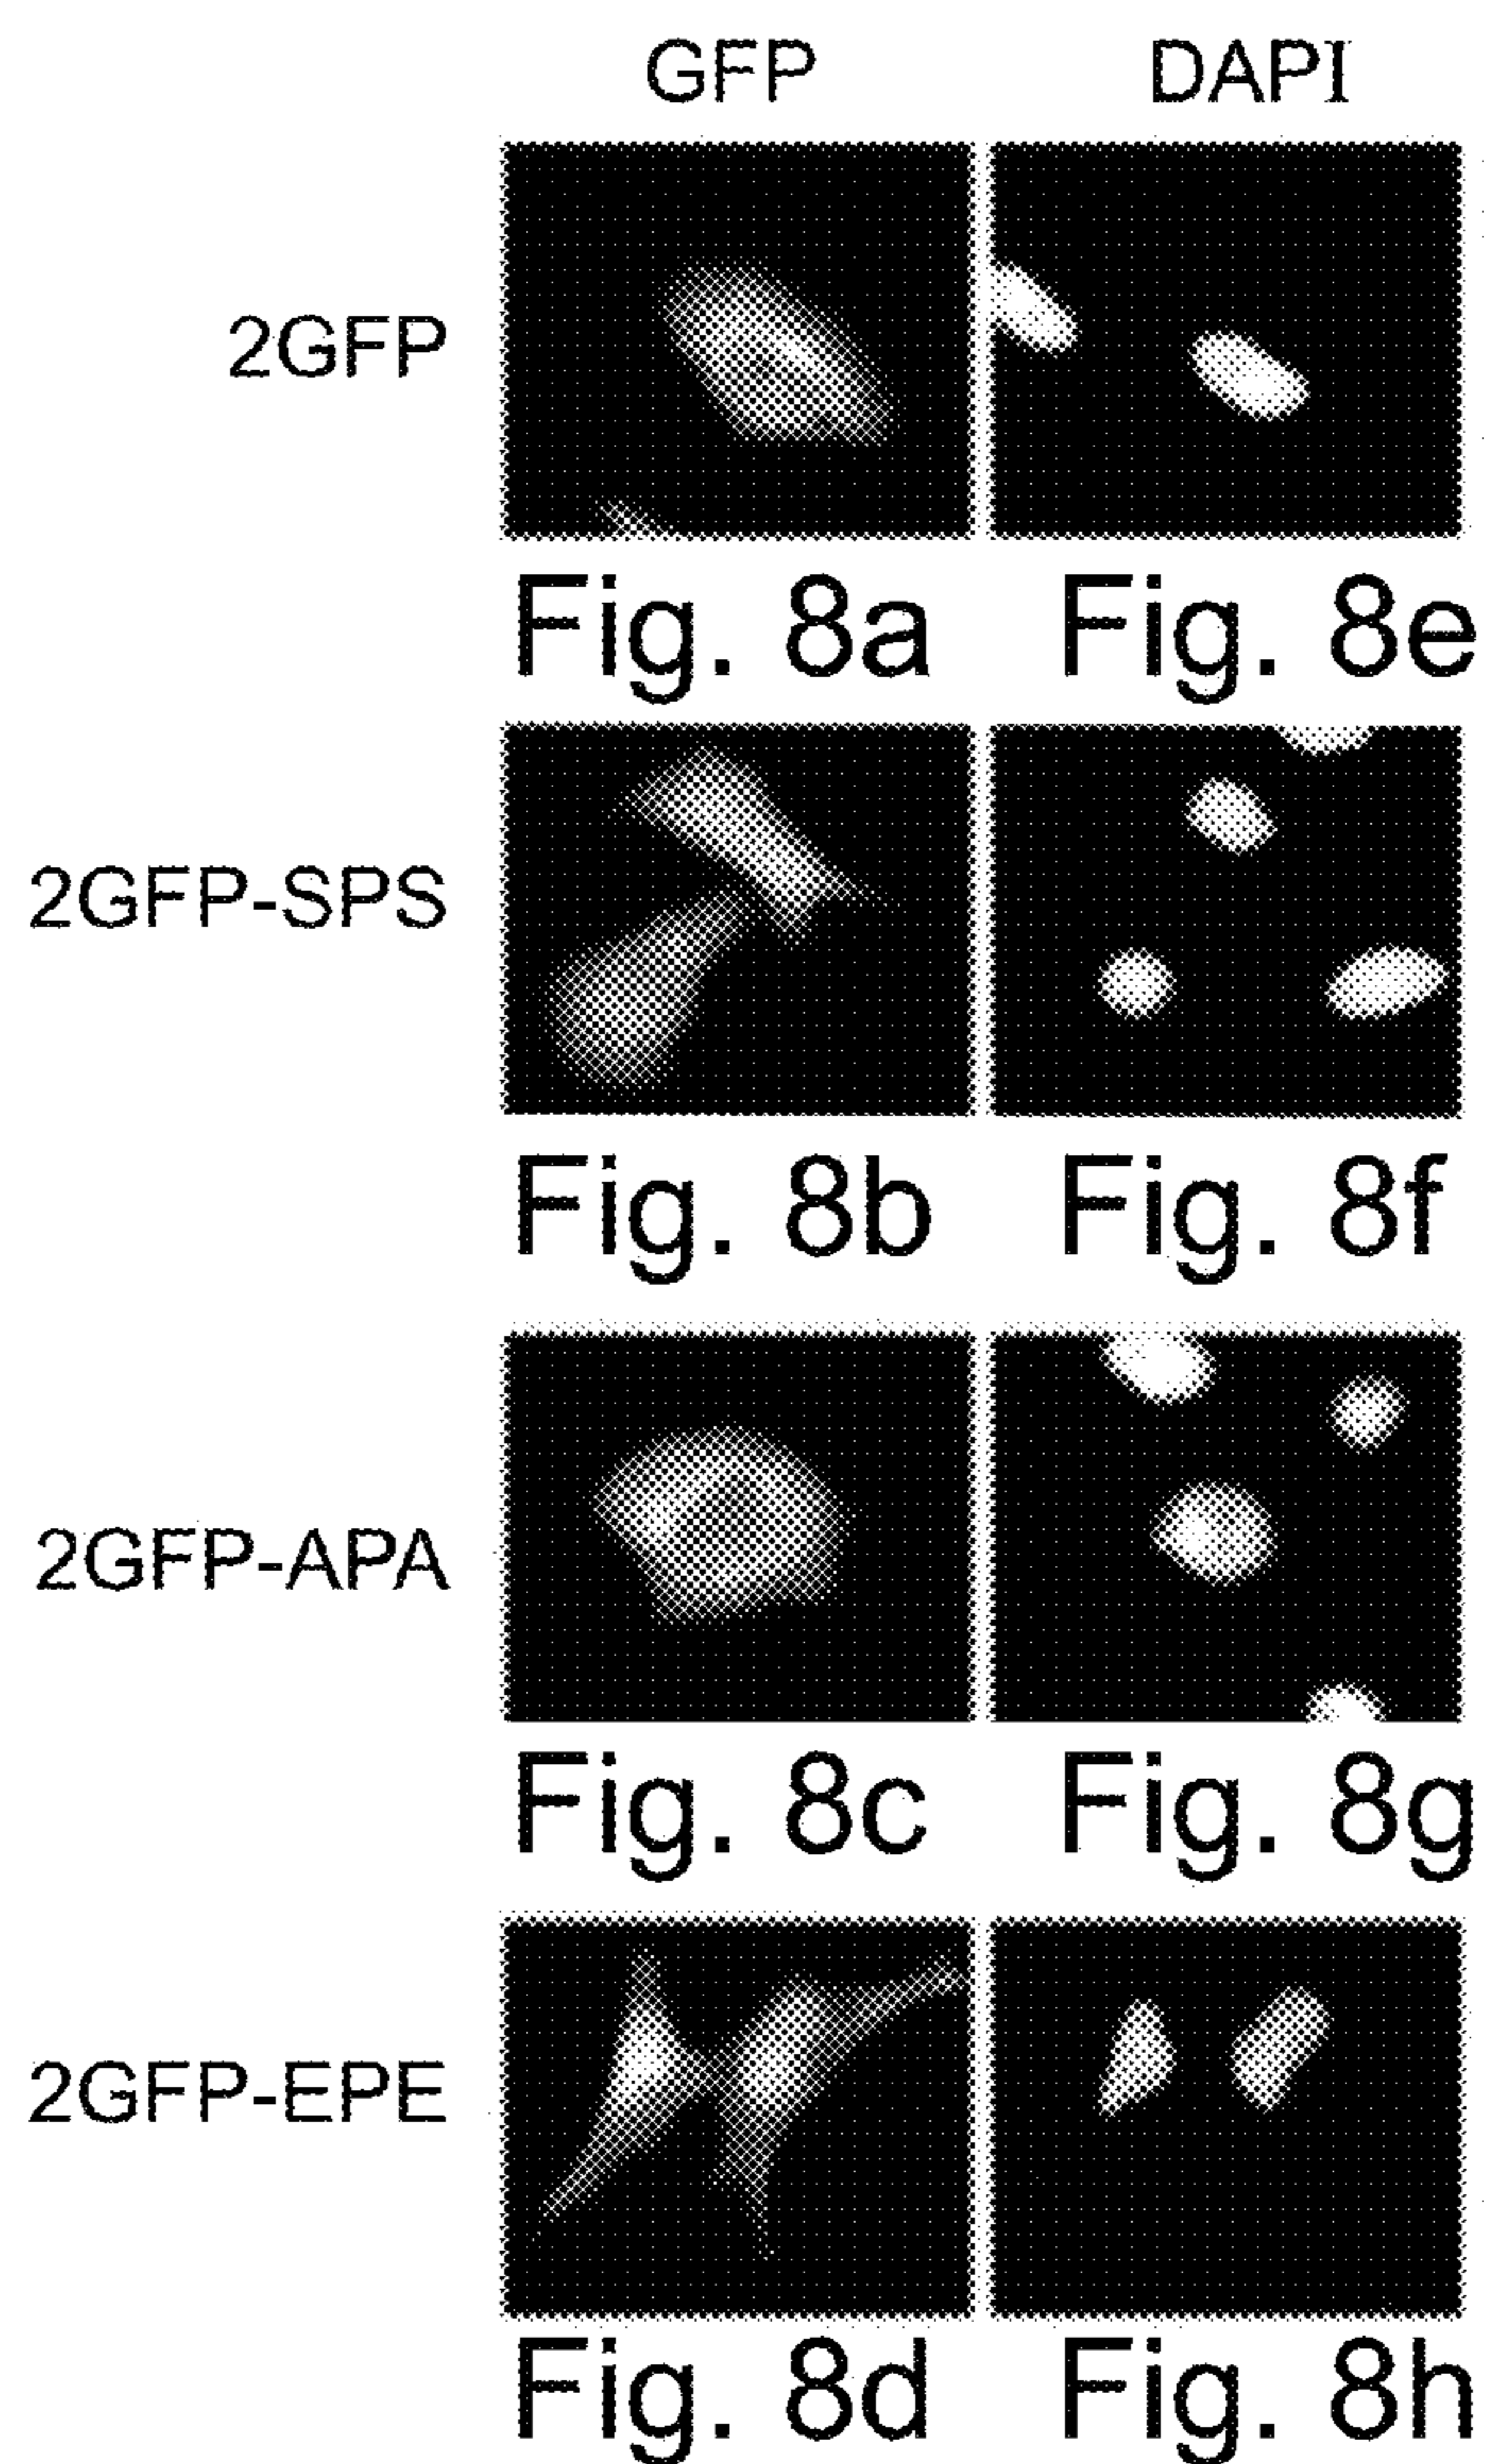 GFP DAPI
2GFP
Fig. 8a Fig. 8e
2GFP-SPS
Fig. 8b Fig. 8f
2GFP-APA
Fig. 8c Fig. 8g
2GFP-EPE
Fig. 8d Fig. 8h